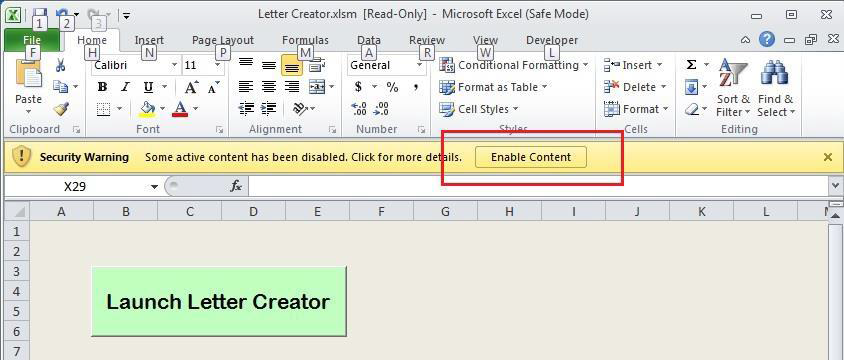 Letter Creator.xlsm [Read-Only] - Microsoft Excel (Safe Mode)
1 2 3
File Home Insert Page Layout Formulas Data Review View Developer
F H N P M A R W L
Calibri 11 General Conditional Formatting Insert Σ
B I U $ % , Format as Table Delete
Paste A .0 .00 Cell Styles Format Sort & Filter Find & Select
Clipboard Font Alignment Number Styles Cells Editing
Security Warning Some active content has been disabled. Click for more details. Enable Content
X29 fx
A B C D E F G H I J K L M
1
2
3
4
5
6
7
Launch Letter Creator